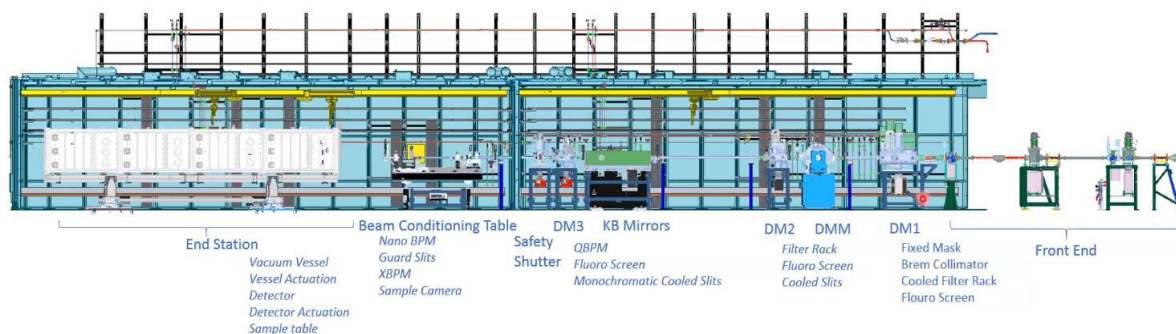 End Station
Vacuum Vessel
Vessel Actuation
Detector
Detector Actuation
Sample table
Beam Conditioning Table
Nano BPM
Guard Slits
XBPM
Sample Camera
Safety
Shutter
DM3
QBPM
Fluoro Screen
Monochromatic Cooled Slits
KB Mirrors
DM2
Filter Rack
Fluoro Screen
Cooled Slits
DMM
DM1
Fixed Mask
Brem Collimator
Cooled Filter Rack
Flouro Screen
Front End